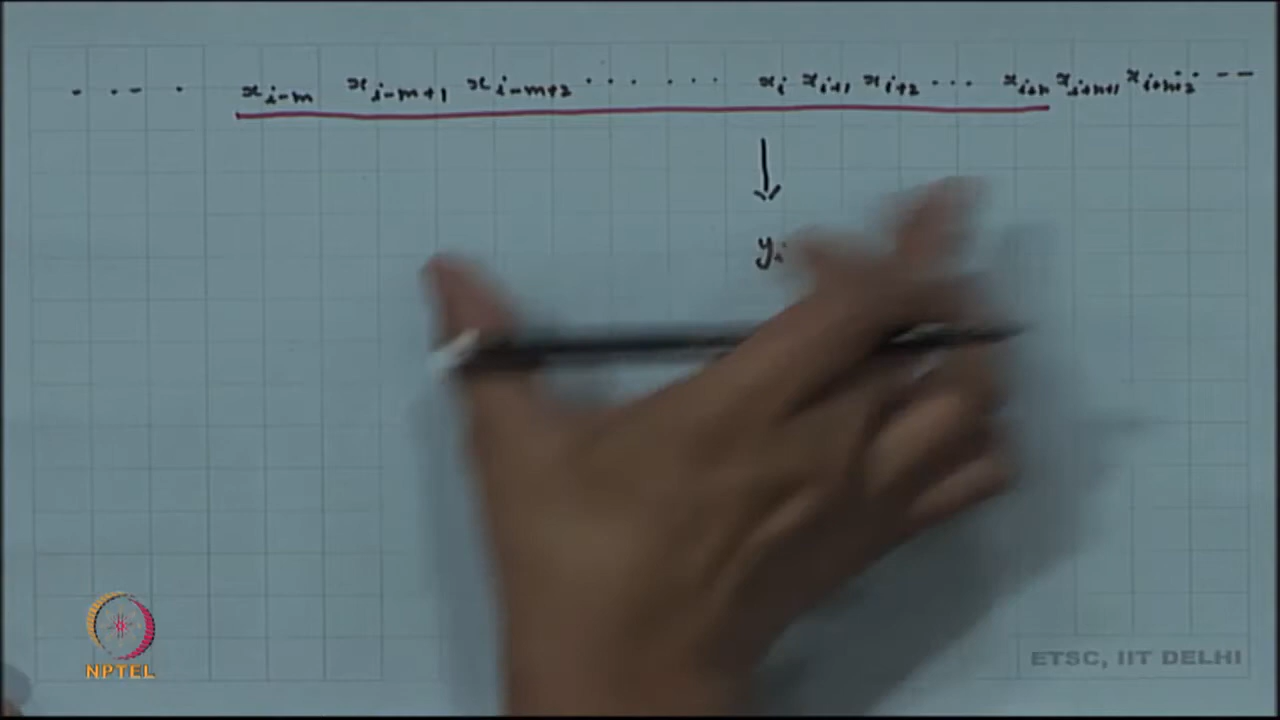 . .-. x_{i-m} x_{i-m+1} x_{i-m+2} ... ... x_i x_{i+1} x_{i+2} ... x_{i+n} x_{i+n+1} x_{i+n+2} .. --
↓
y_i
NPTEL
ETSC, IIT DELHI